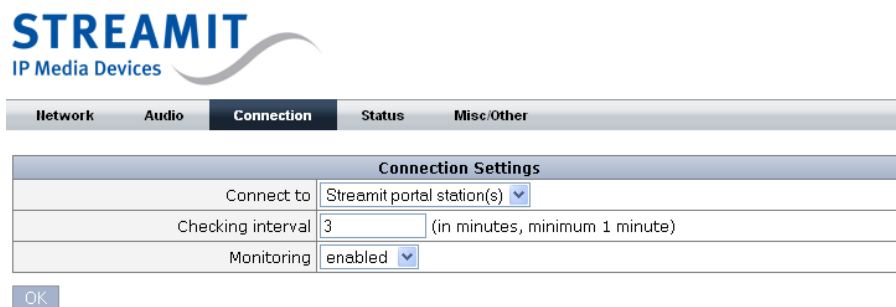 STREAMIT
IP Media Devices
Network Audio Connection Status Misc/Other
Connection Settings
Connect to Streamit portal station(s)
Checking interval 3 (in minutes, minimum 1 minute)
Monitoring enabled
OK